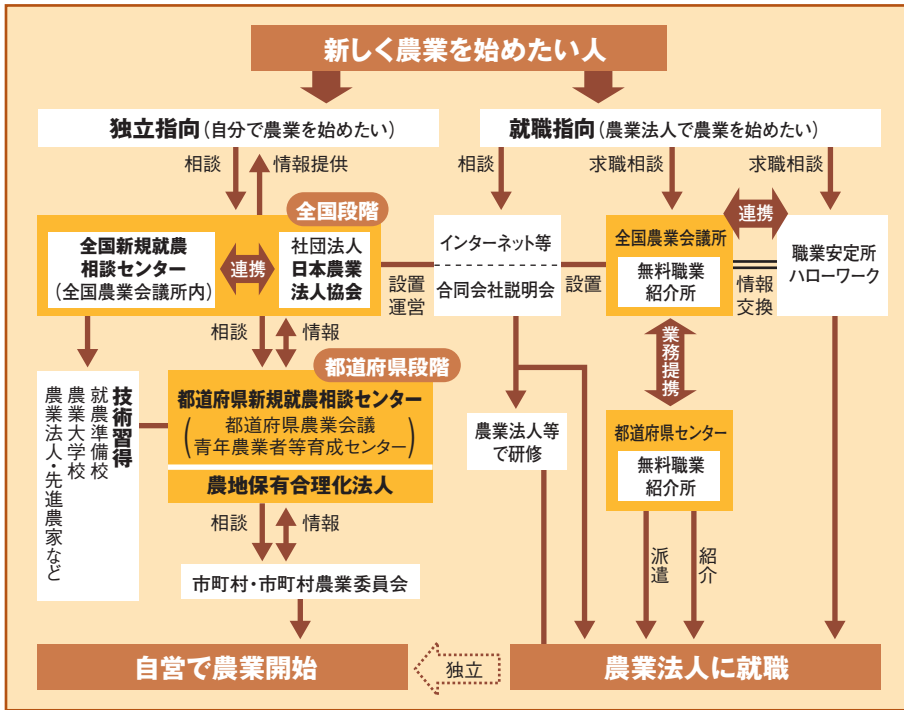 新しく農業を始めたい人
独立指向(自分で農業を始めたい)
就職指向(農業法人で農業を始めたい)
相談
情報提供
相談
求職相談
求職相談
全国段階
全国新規就農
相談センター
(全国農業会議所内)
連携
社団法人
日本農業
法人協会
設置
運営
インターネット等
合同会社説明会
設置
全国農業会議所
無料職業
紹介所
連携
情報
交換
職業安定所
ハローワーク
相談
情報
業務提携
都道府県段階
都道府県新規就農相談センター
(都道府県農業会議
青年農業者等育成センター)
農地保有合理化法人
技術習得
就農準備校
農業大学校
農業法人・先進農家など
農業法人等
で研修
都道府県センター
無料職業
紹介所
相談
情報
派遣
紹介
市町村・市町村農業委員会
自営で農業開始
独立
農業法人に就職